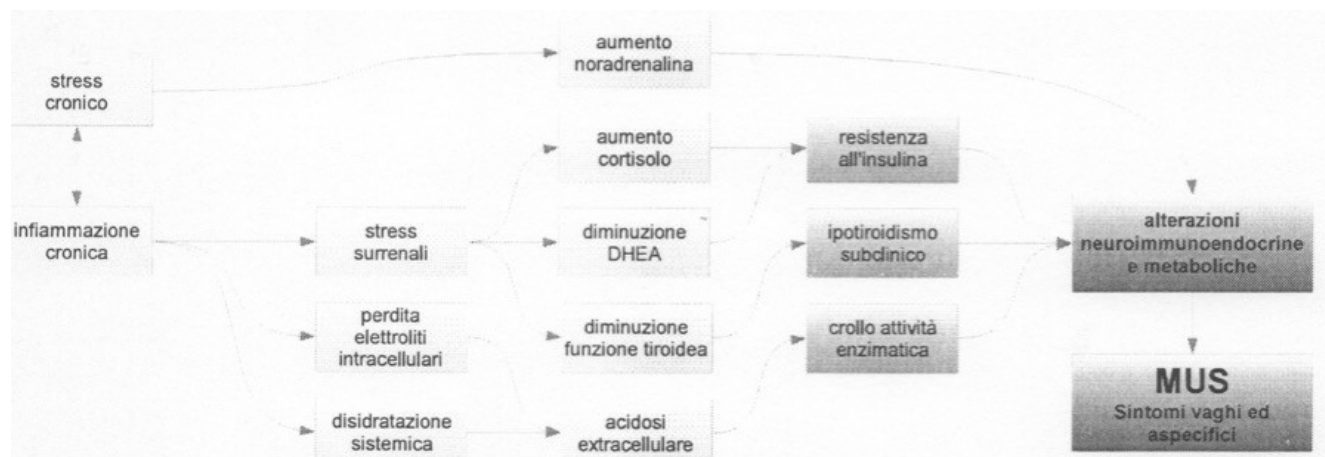 aumento
noradrenalina
stress
cronico
aumento
cortisolo
resistenza
all'insulina
infiammazione
cronica
stress
surrenali
diminuzione
DHEA
ipotiroidismo
subclinico
alterazioni
neuroimmunoendocrine
e metaboliche
perdita
elettroliti
intracellulari
diminuzione
funzione tiroidea
crollo attività
enzimatica
MUS
Sintomi vaghi ed
aspecifici
disidratazione
sistemica
acidosi
extracellulare